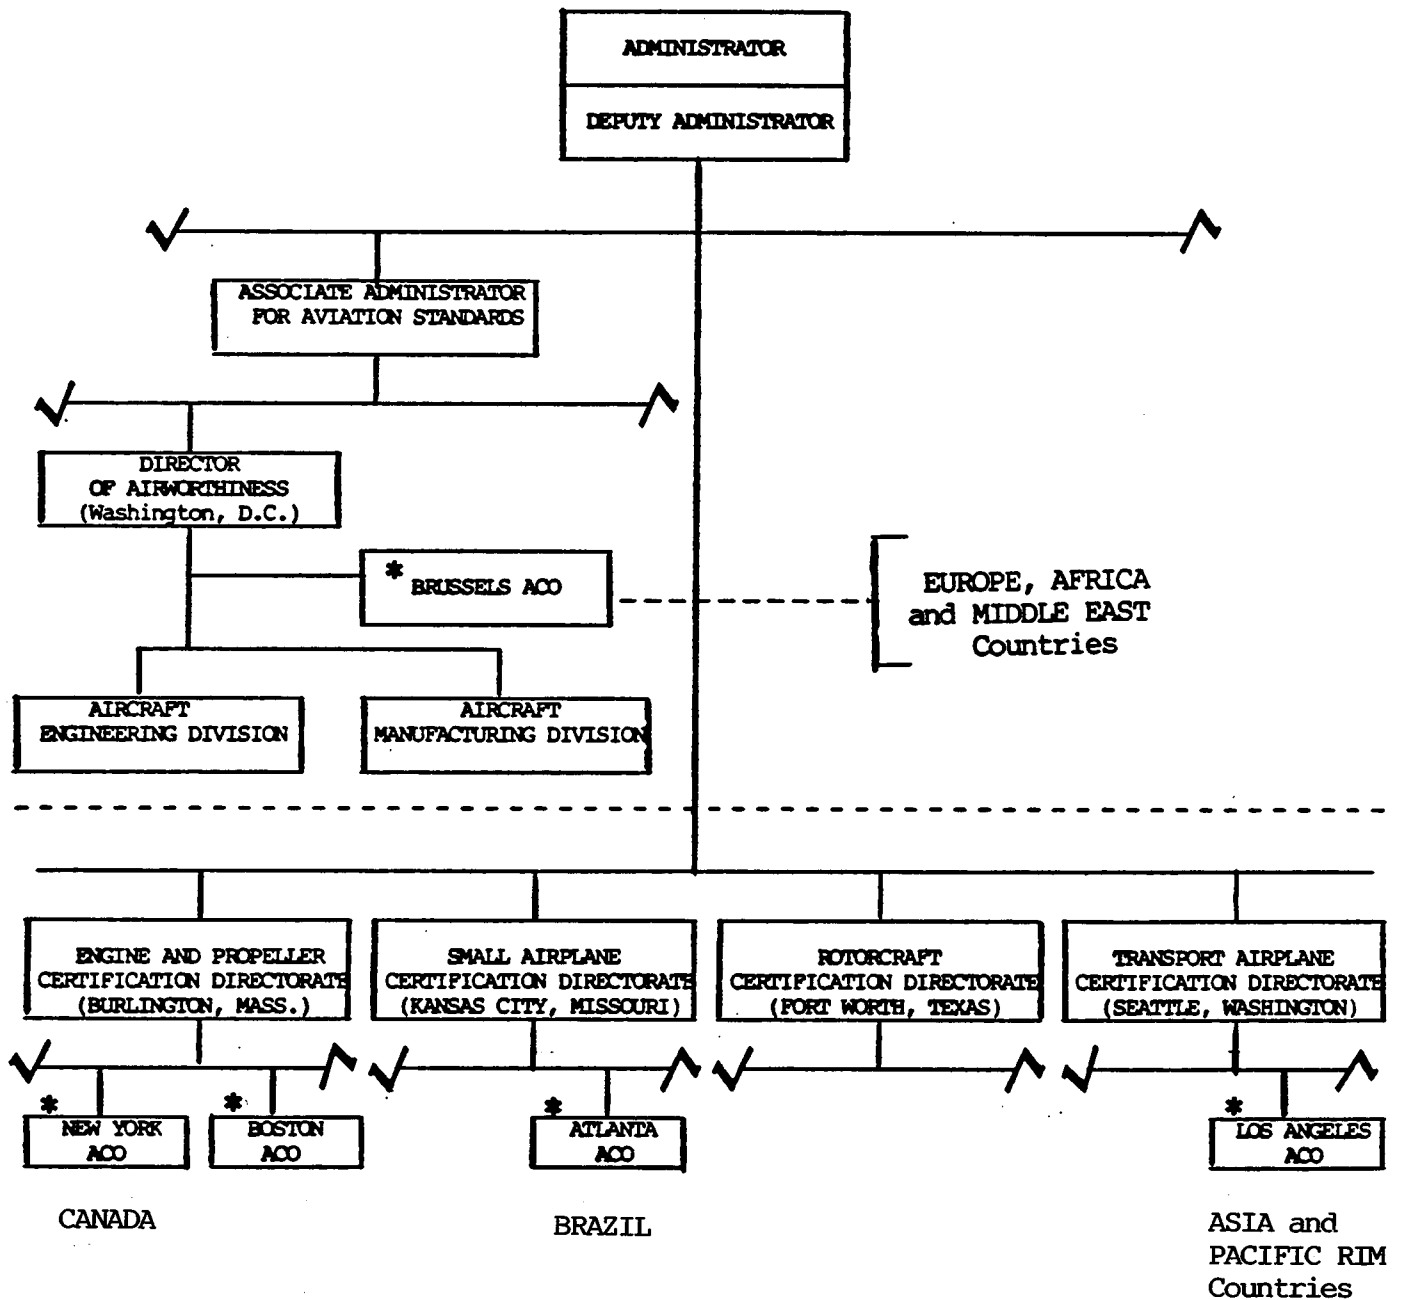 ADMINISTRATOR
DEPUTY ADMINISTRATOR
ASSOCIATE ADMINISTRATOR
FOR AVIATION STANDARDS
DIRECTOR
OF AIRWORTHINESS
(Washington, D.C.)
* BRUSSELS ACO
EUROPE, AFRICA
and MIDDLE EAST
Countries
AIRCRAFT
ENGINEERING DIVISION
AIRCRAFT
MANUFACTURING DIVISION
ENGINE AND PROPELLER
CERTIFICATION DIRECTORATE
(BURLINGTON, MASS.)
SMALL AIRPLANE
CERTIFICATION DIRECTORATE
(KANSAS CITY, MISSOURI)
ROTORCRAFT
CERTIFICATION DIRECTORATE
(FORT WORTH, TEXAS)
TRANSPORT AIRPLANE
CERTIFICATION DIRECTORATE
(SEATTLE, WASHINGTON)
*
NEW YORK
ACO
*
BOSTON
ACO
*
ATLANTA
ACO
*
LOS ANGELES
ACO
CANADA
BRAZIL
ASIA and
PACIFIC RIM
Countries